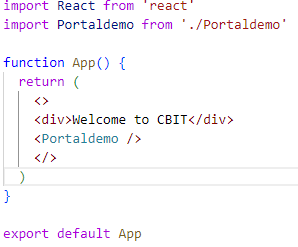 import React from 'react'
import Portaldemo from './Portaldemo'
function App() {
return (
<>
<div>Welcome to CBIT</div>
<Portaldemo />
</>
)
}
export default App